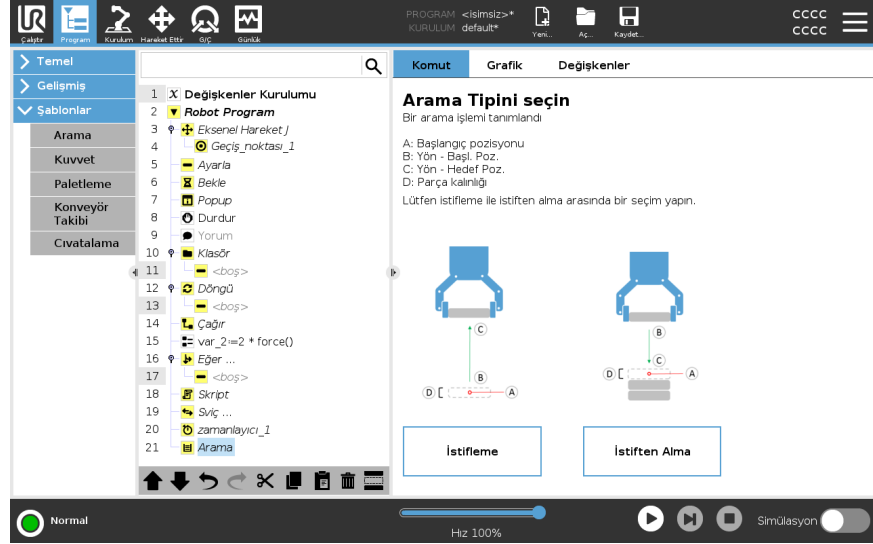 UR
PROGRAM <isimsiz>*
KURULUM default*
Çalıştır
Program
Kurulum
Hareket Ettir
G/Ç
Günlük
Yeni...
Aç...
Kaydet...
CCCC
CCCC
Temel
Gelişmiş
Şablonlar
Arama
Kuvvet
Paletleme
Konveyör
Takibi
Cıvatalama
1 X Değişkenler Kurulumu
2 Robot Program
3 Eksenel Hareket J
4 Geçiş_noktası_1
5 Ayarla
6 Bekle
7 Popup
8 Durdur
9 Yorum
10 Klasör
11 <boş>
12 Döngü
13 <boş>
14 Çağır
15 var_2≔2 * force()
16 Eğer ...
17 <boş>
18 Skript
19 Sviç ...
20 zamanlayıcı_1
21 Arama
Komut
Grafik
Değişkenler
Arama Tipini seçin
Bir arama işlemi tanımlandı
A: Başlangıç pozisyonu
B: Yön - Başl. Poz.
C: Yön - Hedef Poz.
D: Parça kalınlığı
Lütfen istifleme ile istiften alma arasında bir seçim yapın.
C
B
D
A
B
C
D
A
İstifleme
İstiften Alma
Normal
Hız 100%
Simülasyon